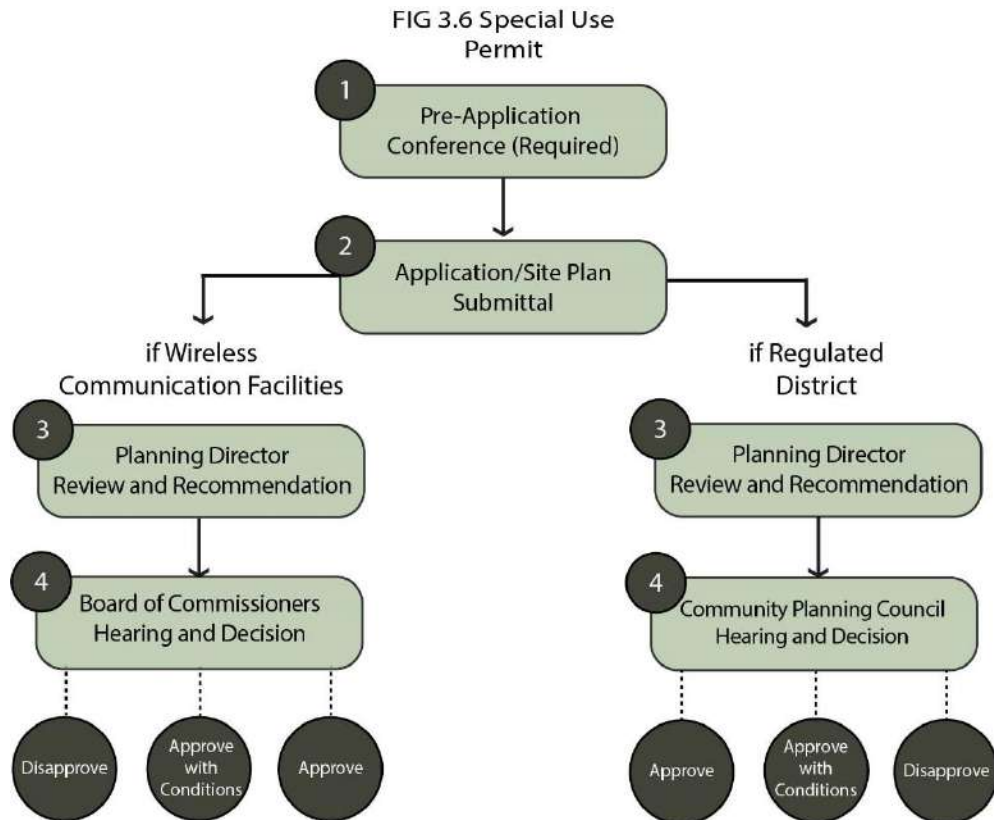 FIG 3.6 Special Use
Permit
1
Pre-Application
Conference (Required)
2
Application/Site Plan
Submittal
if Wireless
Communication Facilities
3
Planning Director
Review and Recommendation
4
Board of Commissioners
Hearing and Decision
Disapprove
Approve
with
Conditions
Approve
if Regulated
District
3
Planning Director
Review and Recommendation
4
Community Planning Council
Hearing and Decision
Approve
Approve
with
Conditions
Disapprove